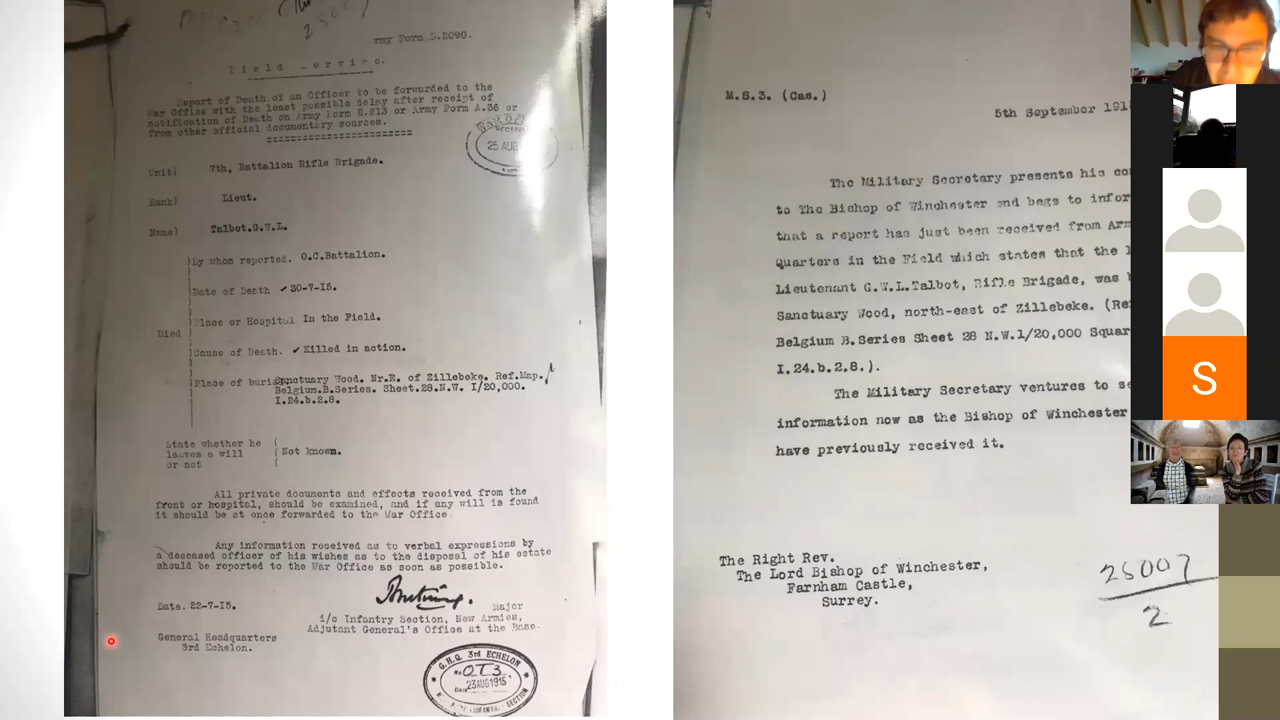 2
Form B.2090.
Field Service.
Report of Death of an Officer to be forwarded to the
War Office with the least possible delay after receipt of
notification of Death on Army Form B.213 or Army Form A.36 or
from other official documentary sources.
25 AUG
Unit) 7th, Battalion Rifle Brigade.
Rank) Lieut.
Name) Talbot.G.W.L.
By whom reported. O.C.Battalion.
Date of Death ✓30-7-15.
Place or Hospital In the Field.
Died
Cause of Death. ✓Killed in action.
Place of burial Sanctuary Wood. Nr.E. of Zillebeke. Ref.Map.
Belgium.B.Series. Sheet.28.N.W. I/20,000.
I.24.b.2.8.
State whether he
leaves a will ( Not known.
or not
All private documents and effects received from the
front or hospital, should be examined, and if any will is found
it should be at once forwarded to the War Office.
Any information received as to verbal expressions by
a deceased officer of his wishes as to the disposal of his estate
should be reported to the War Office as soon as possible.
Date. 22-7-15.
Major
i/c Infantry Section, New Armies,
Adjutant General's Office at the Base.
General Headquarters
3rd Echelon.
G.H.Q. 3rd ECHELON
No OT3
Date 23AUG1915
INFANTRY SECTION
M.S.3. (Cas.)
5th September 191
The Military Secretary presents his co
to The Bishop of Winchester and begs to infor
that a report has just been received from Arm
Quarters in the Field which states that the l
Lieutenant G.W.L.Talbot, Rifle Brigade, was b
Sanctuary Wood, north-east of Zillebeke. (Re
Belgium B.Series Sheet 28 N.W.1/20,000 Squar
I.24.b.2.8.).
The Military Secretary ventures to se
information now as the Bishop of Winchester
have previously received it.
The Right Rev.
The Lord Bishop of Winchester,
Farnham Castle,
Surrey.
25007
2
S